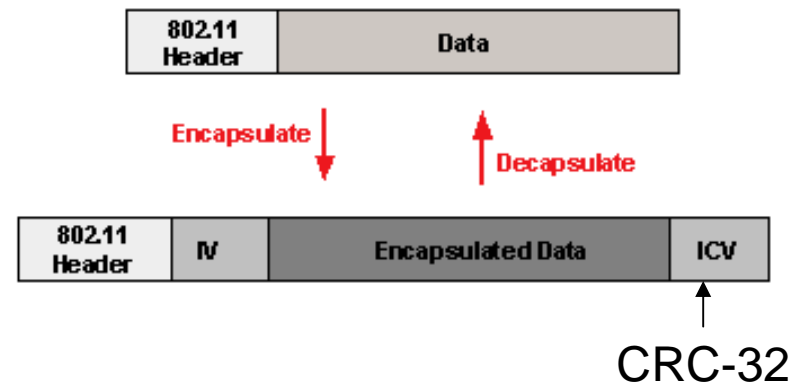 802.11
Header
Data
Encapsulate
Decapsulate
802.11
Header
IV
Encapsulated Data
ICV
CRC-32